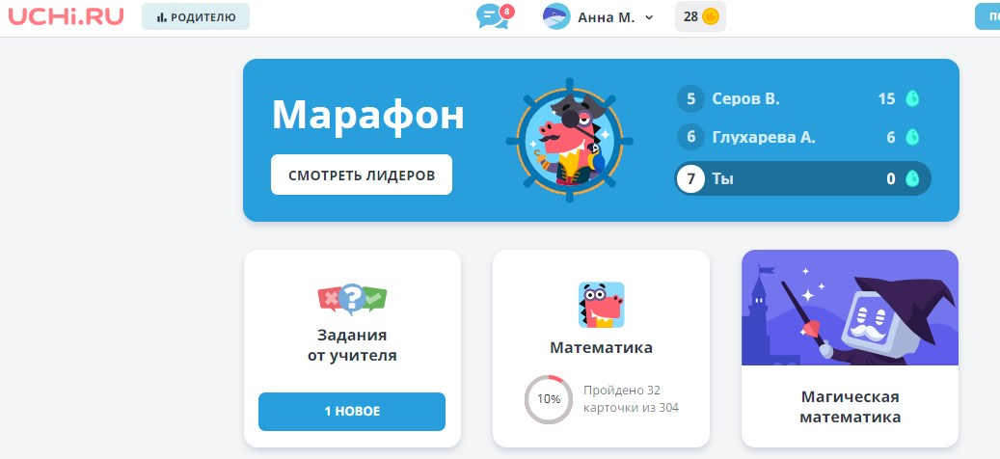 UCHi.RU
РОДИТЕЛЮ
8
Анна М.
28
Марафон
СМОТРЕТЬ ЛИДЕРОВ
5 Серов В. 15
6 Глухарева А. 6
7 Ты 0
Задания
от учителя
1 НОВОЕ
Математика
10%
Пройдено 32
карточки из 304
Магическая
математика